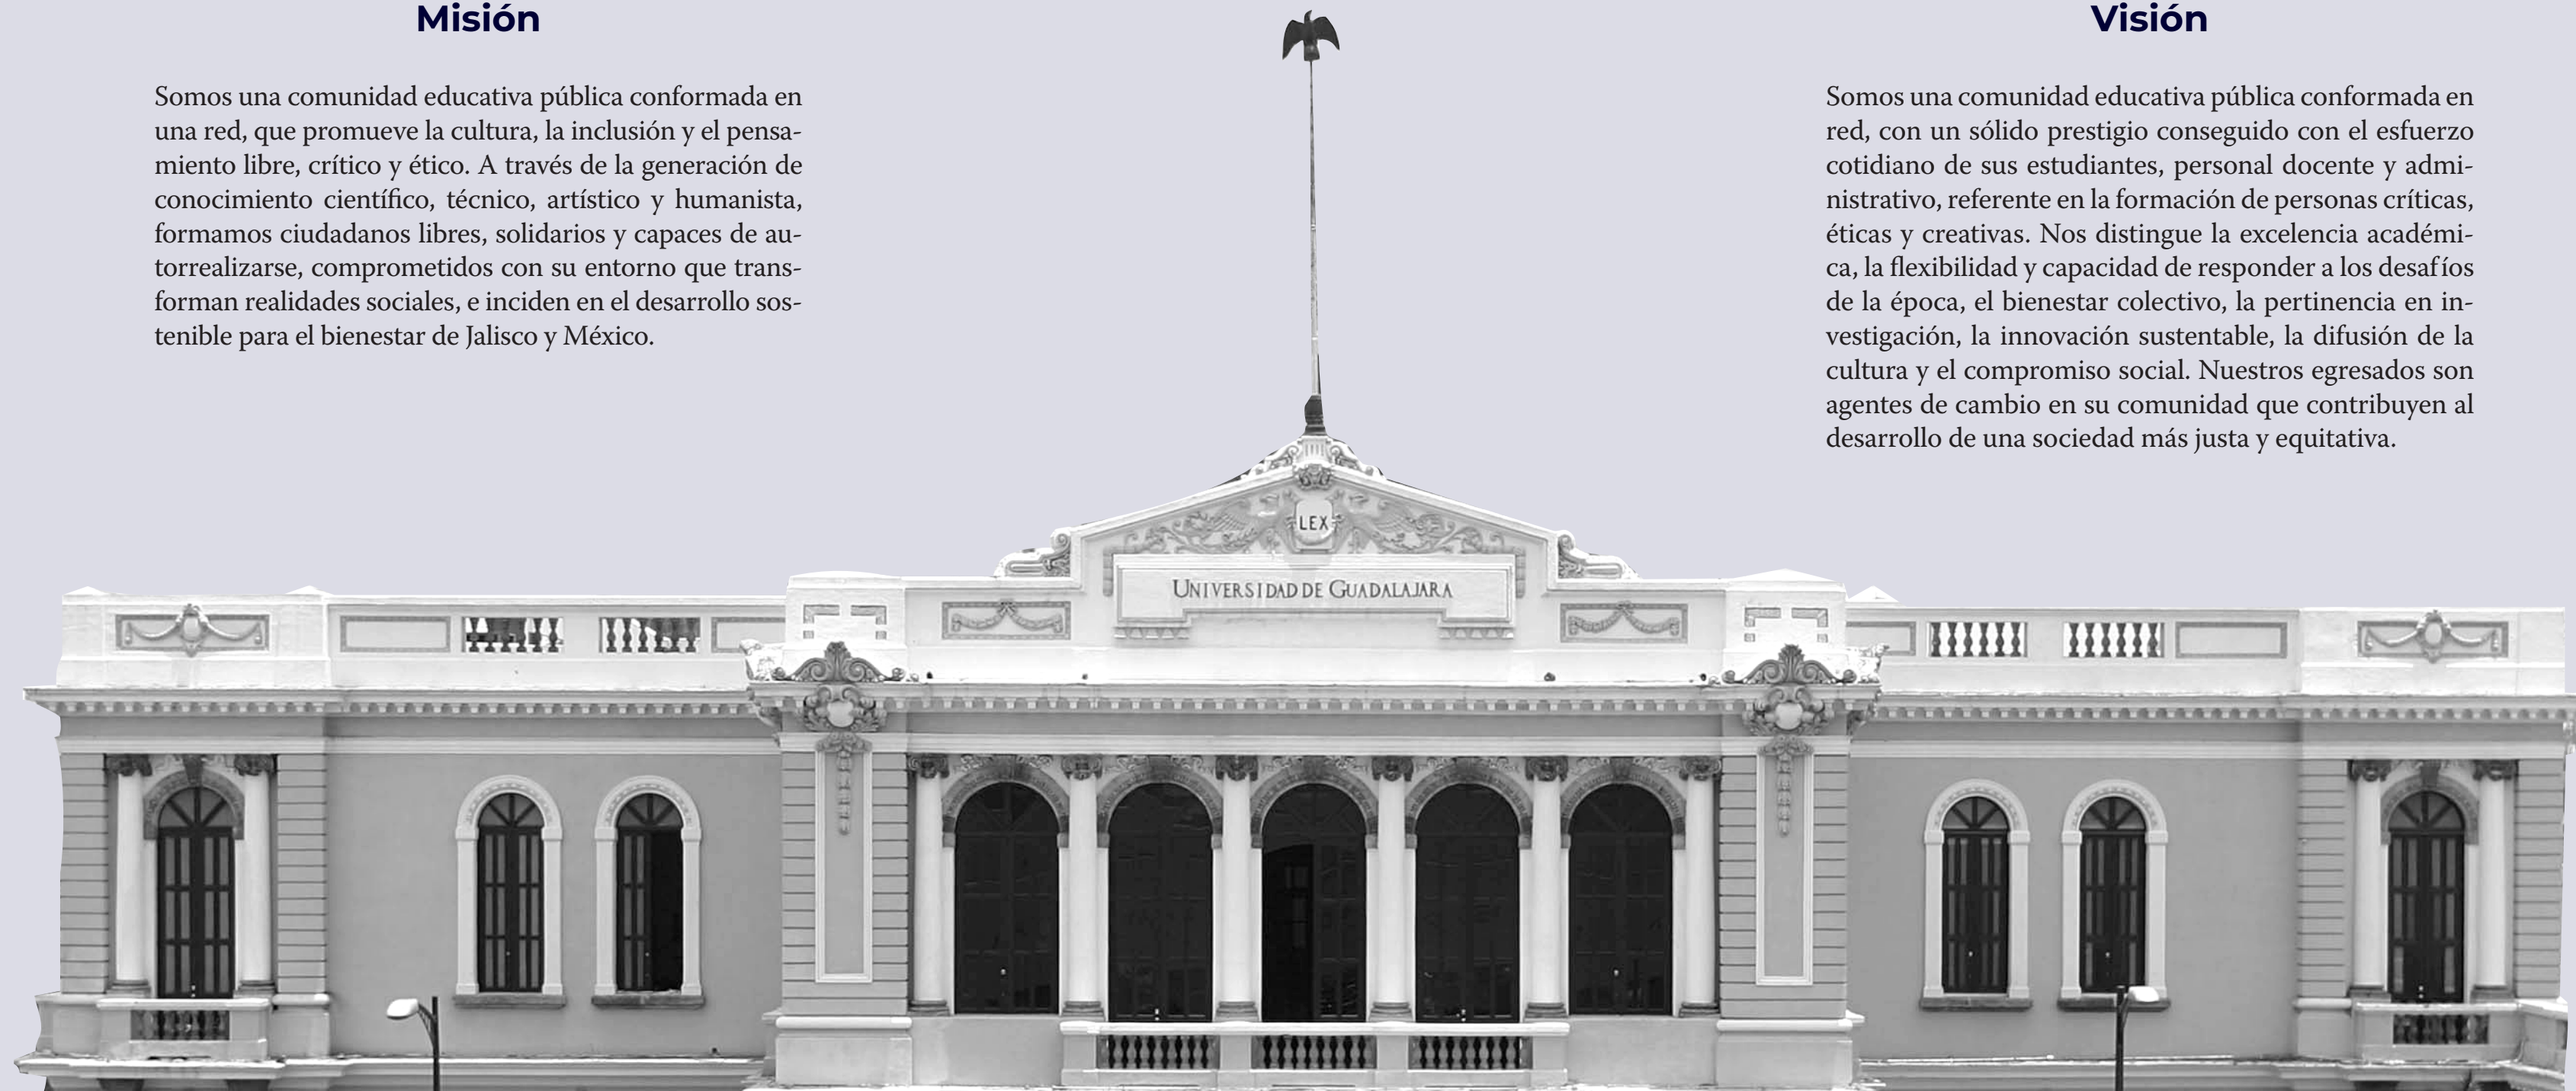 Misión
Somos una comunidad educativa pública conformada en
una red, que promueve la cultura, la inclusión y el pensa-
miento libre, crítico y ético. A través de la generación de
conocimiento científico, técnico, artístico y humanista,
formamos ciudadanos libres, solidarios y capaces de au-
torrealizarse, comprometidos con su entorno que trans-
forman realidades sociales, e inciden en el desarrollo sos-
tenible para el bienestar de Jalisco y México.
Visión
Somos una comunidad educativa pública conformada en
red, con un sólido prestigio conseguido con el esfuerzo
cotidiano de sus estudiantes, personal docente y admi-
nistrativo, referente en la formación de personas críticas,
éticas y creativas. Nos distingue la excelencia académi-
ca, la flexibilidad y capacidad de responder a los desafíos
de la época, el bienestar colectivo, la pertinencia en in-
vestigación, la innovación sustentable, la difusión de la
cultura y el compromiso social. Nuestros egresados son
agentes de cambio en su comunidad que contribuyen al
desarrollo de una sociedad más justa y equitativa.
LEX
UNIVERSIDAD DE GUADALAJARA